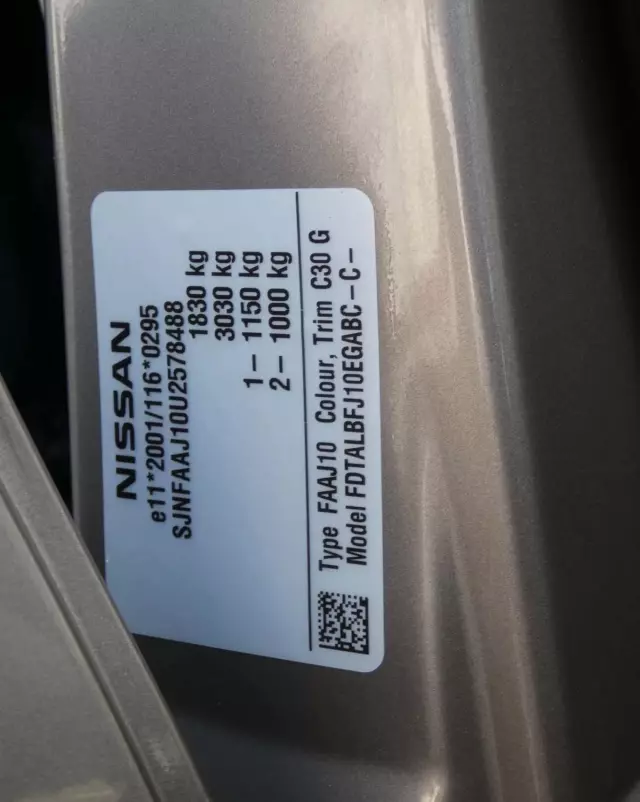 NISSAN
e11*2001/116*0295
SJNFAAJ10U2578488
1830 kg
3030 kg
1- 1150 kg
2- 1000 kg
Type FAAJ10 Colour, Trim C30 G
Model FDTALBFJ10EGABC-C-